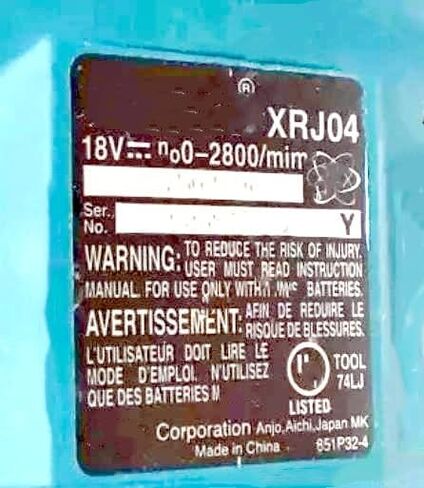 ®
XRJ04
18V⎓ n₀0–2800/min
Ser.
No. Y
WARNING: TO REDUCE THE RISK OF INJURY,
USER MUST READ INSTRUCTION
MANUAL. FOR USE ONLY WITH BATTERIES.
AVERTISSEMENT: AFIN DE REDUIRE LE
RISQUE DE BLESSURES.
L'UTILISATEUR DOIT LIRE LE
MODE D'EMPLOI. N'UTILISEZ
QUE DES BATTERIES M
TOOL
74LJ
LISTED
Corporation Anjo,Aichi,Japan MK
Made in China 851P32-4